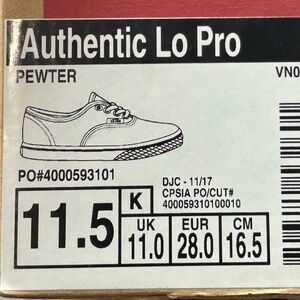 Authentic Lo Pro
PEWTER VN0
PO#4000593101
DJC - 11/17
CPSIA PO/CUT#
400059310100010
11.5 K
UK EUR CM
11.0 28.0 16.5